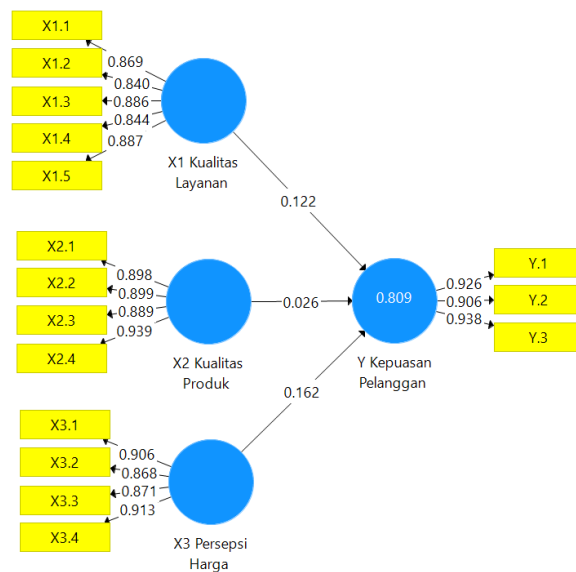 X1.1
X1.2
X1.3
X1.4
X1.5
0.869
0.840
0.886
0.844
0.887
X1 Kualitas
Layanan
0.122
X2.1
X2.2
X2.3
X2.4
0.898
0.899
0.889
0.939
X2 Kualitas
Produk
0.026
0.809
Y Kepuasan
Pelanggan
0.926
0.906
0.938
Y.1
Y.2
Y.3
0.162
X3.1
X3.2
X3.3
X3.4
0.906
0.868
0.871
0.913
X3 Persepsi
Harga